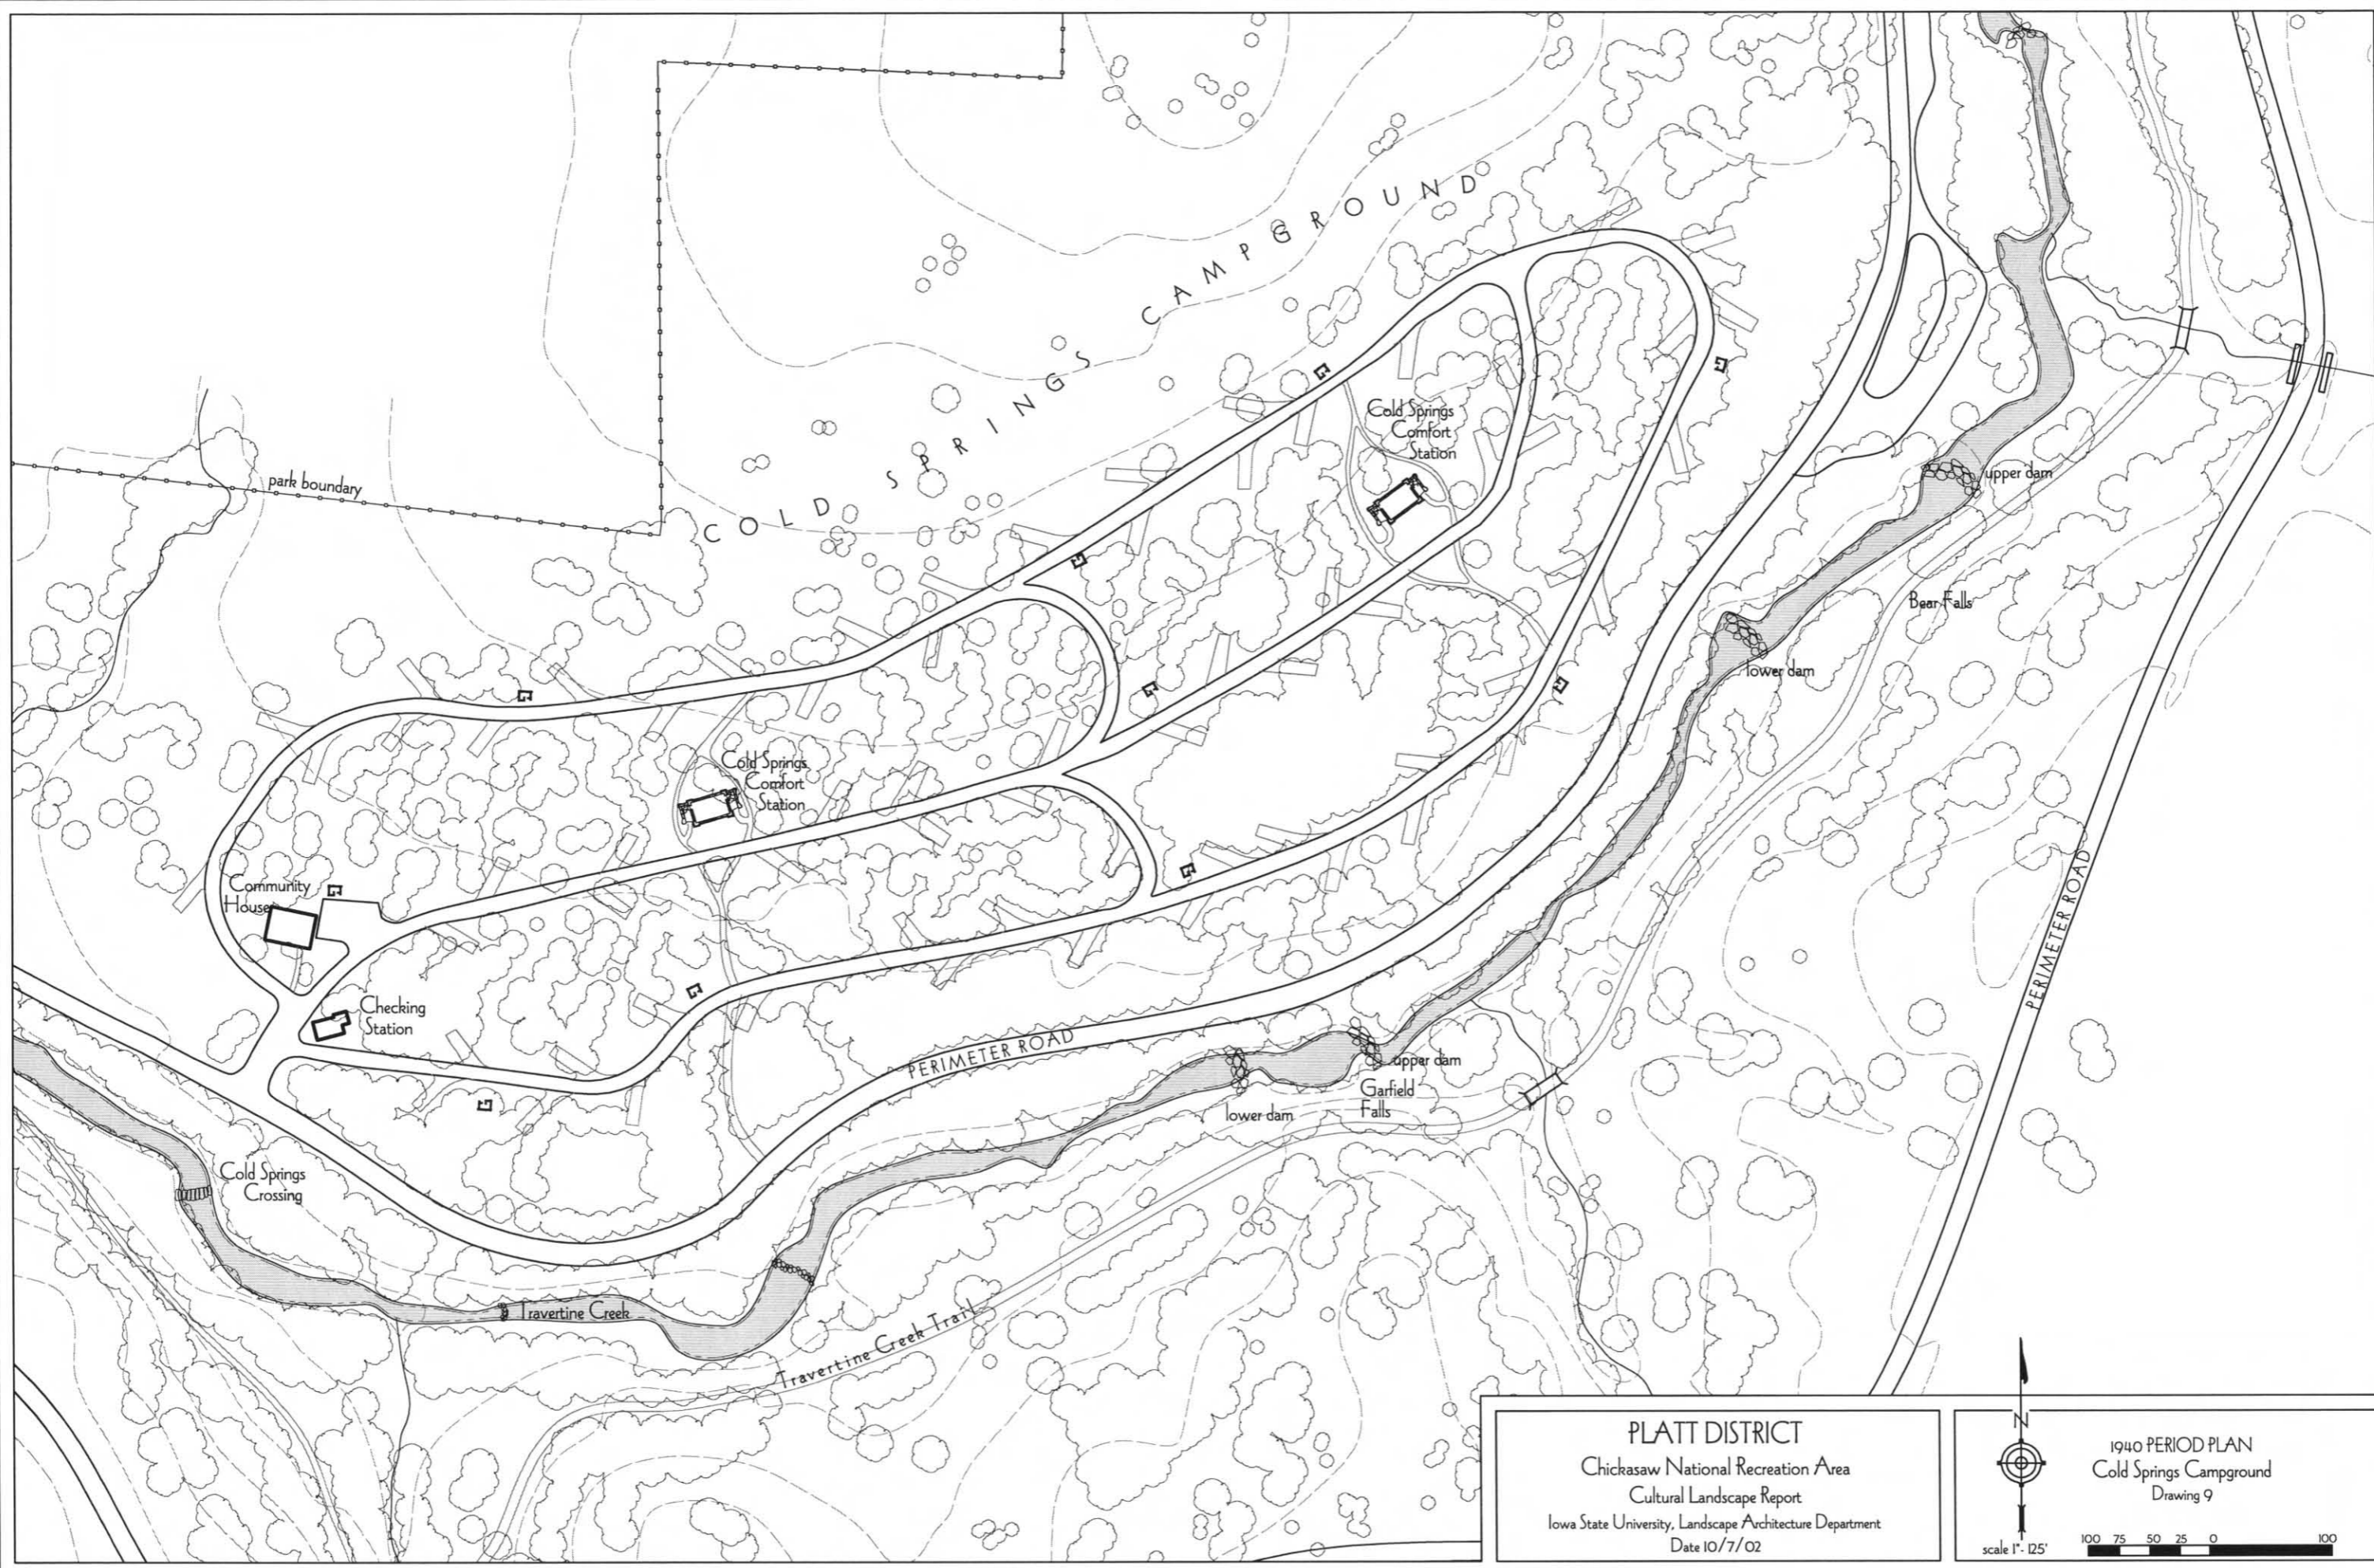 COLD SPRINGS CAMPGROUND
park boundary
Cold Springs
Comfort
Station
upper dam
Bear Falls
lower dam
Cold Springs
Comfort
Station
Community
House
Checking
Station
PERIMETER ROAD
PERIMETER ROAD
upper dam
Garfield
Falls
lower dam
Cold Springs
Crossing
Travertine Creek
Travertine Creek Trail
PLATT DISTRICT
Chickasaw National Recreation Area
Cultural Landscape Report
Iowa State University, Landscape Architecture Department
Date 10/7/02
N
scale 1"- 125'
1940 PERIOD PLAN
Cold Springs Campground
Drawing 9
100 75 50 25 0 100